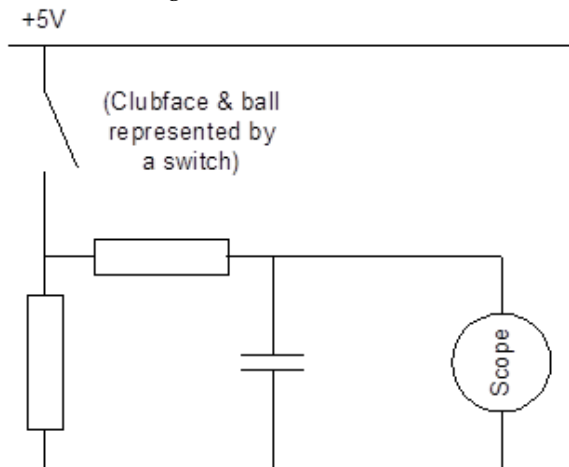 +5V
(Clubface & ball
represented by
a switch)
Scope